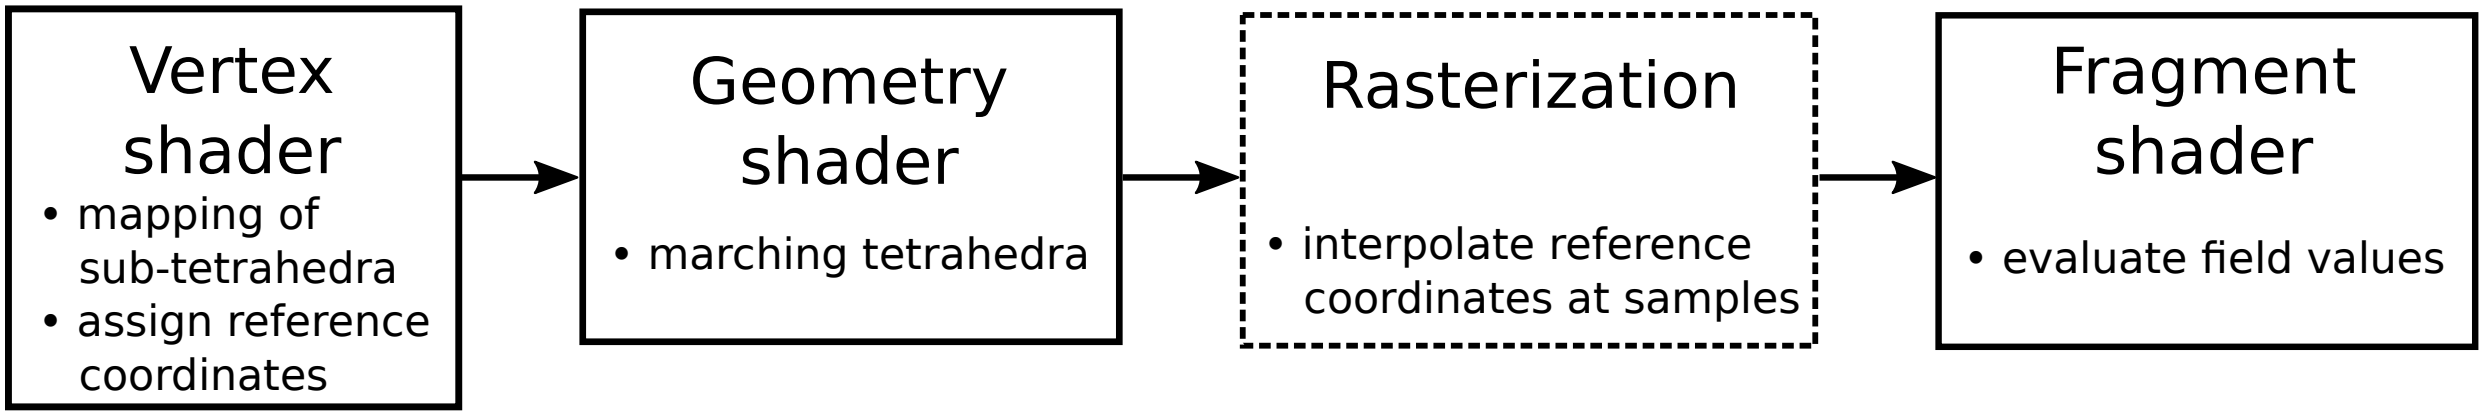 Vertex
shader
• mapping of
sub-tetrahedra
• assign reference
coordinates
Geometry
shader
• marching tetrahedra
Rasterization
• interpolate reference
coordinates at samples
Fragment
shader
• evaluate field values